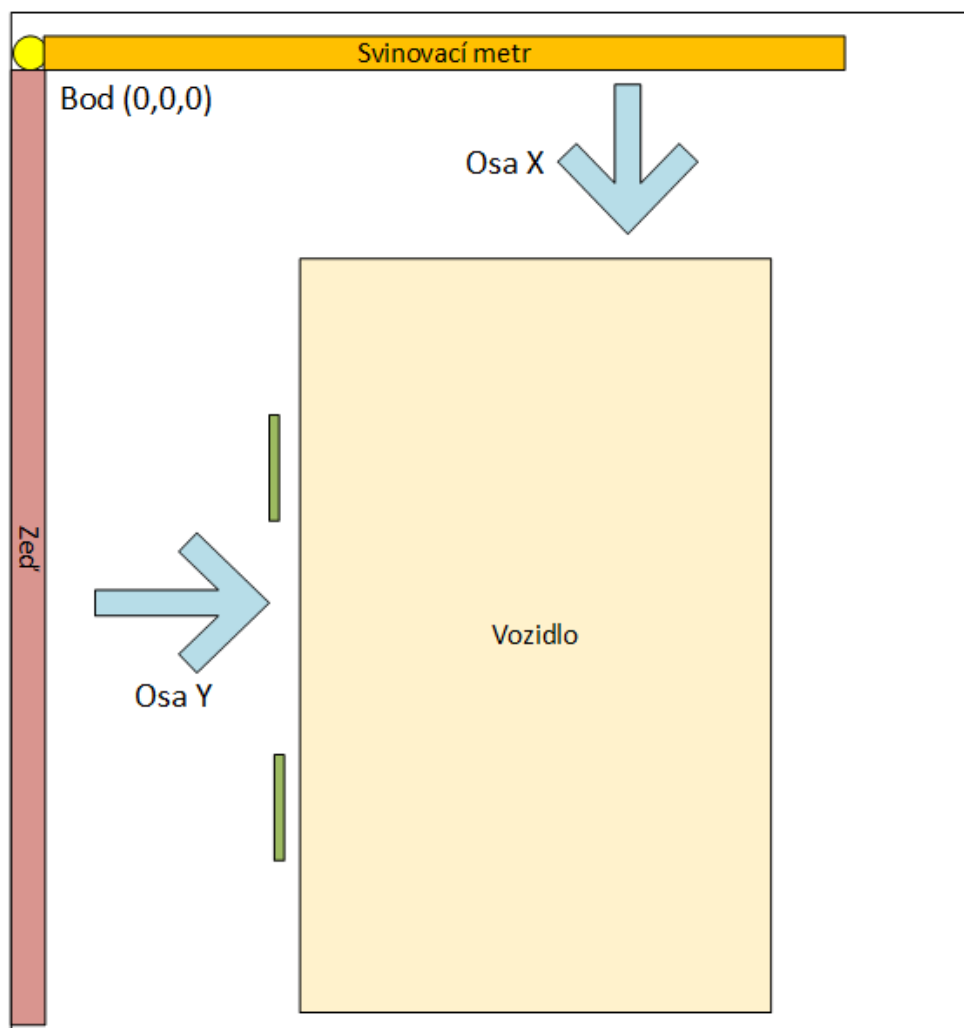 Svinovací metr
Bod (0,0,0)
Osa X
Zeď
Vozidlo
Osa Y